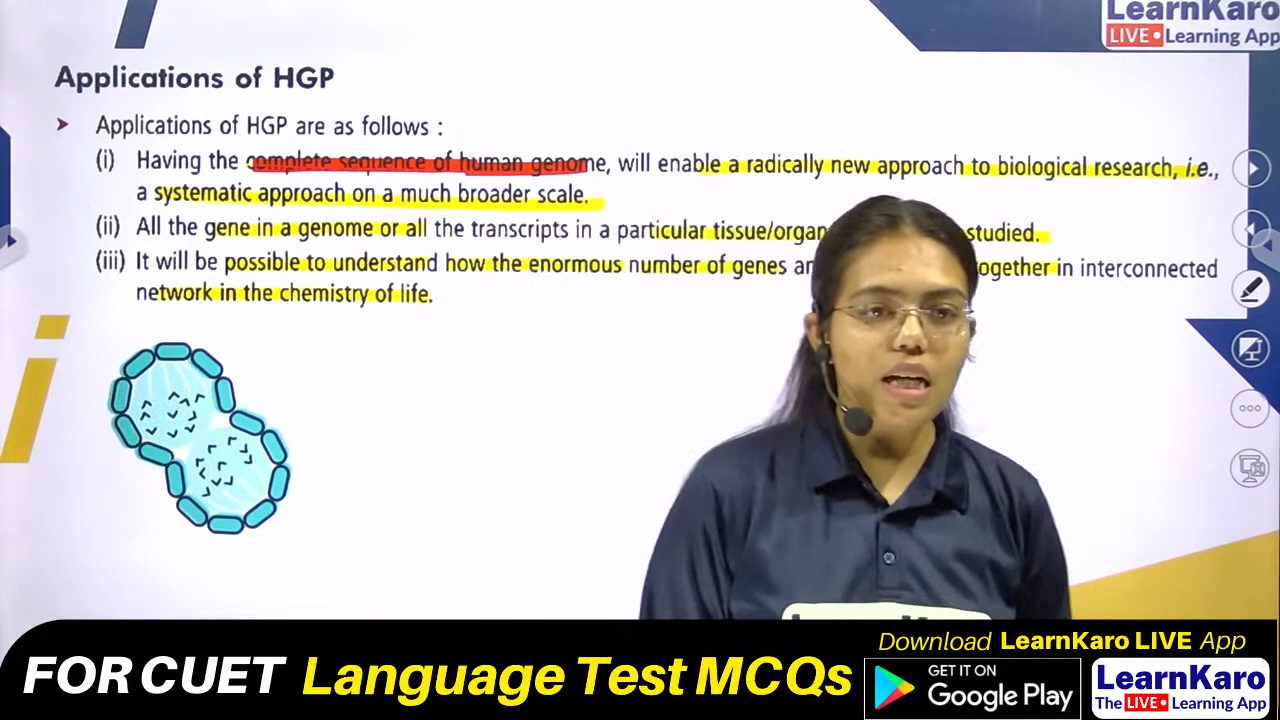 LearnKaro
LIVE Learning App
Applications of HGP
➤ Applications of HGP are as follows :
(i) Having the complete sequence of human genome, will enable a radically new approach to biological research, i.e.,
a systematic approach on a much broader scale.
(ii) All the gene in a genome or all the transcripts in a particular tissue/organ studied.
(iii) It will be possible to understand how the enormous number of genes together in interconnected
network in the chemistry of life.
i
Download LearnKaro LIVE App
FOR CUET Language Test MCQs
GET IT ON
Google Play
LearnKaro
The LIVE Learning App